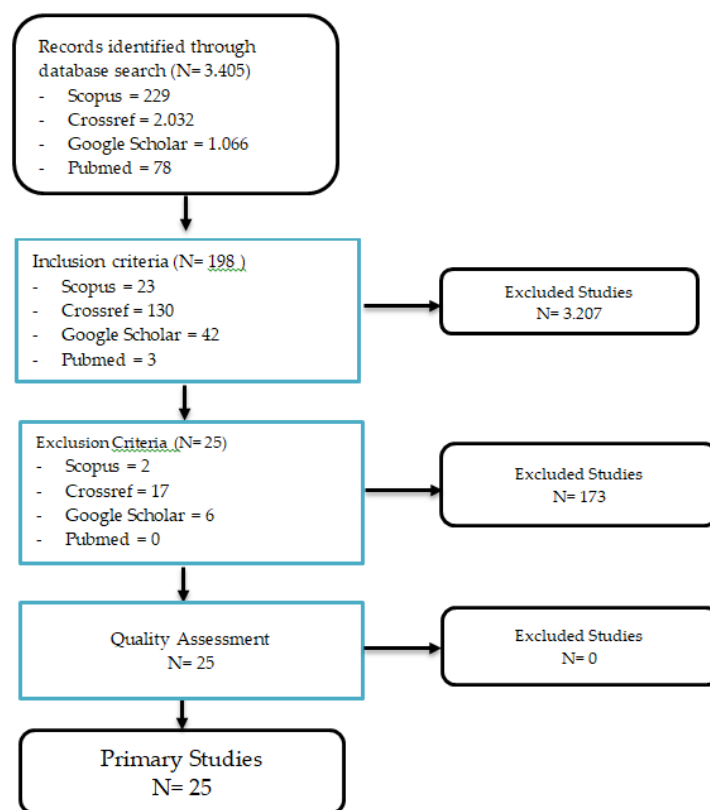 Records identified through
database search (N= 3.405)
- Scopus = 229
- Crossref = 2.032
- Google Scholar = 1.066
- Pubmed = 78
Inclusion criteria (N= 198 )
- Scopus = 23
- Crossref = 130
- Google Scholar = 42
- Pubmed = 3
Excluded Studies
N= 3.207
Exclusion Criteria (N= 25)
- Scopus = 2
- Crossref = 17
- Google Scholar = 6
- Pubmed = 0
Excluded Studies
N= 173
Quality Assessment
N= 25
Excluded Studies
N= 0
Primary Studies
N= 25